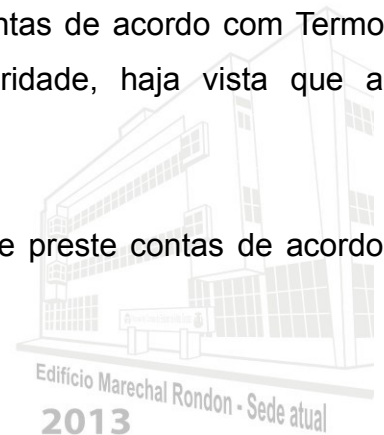 ntas de acordo com Termo
ridade, haja vista que a
e preste contas de acordo
Edifício Marechal Rondon - Sede atual
2013